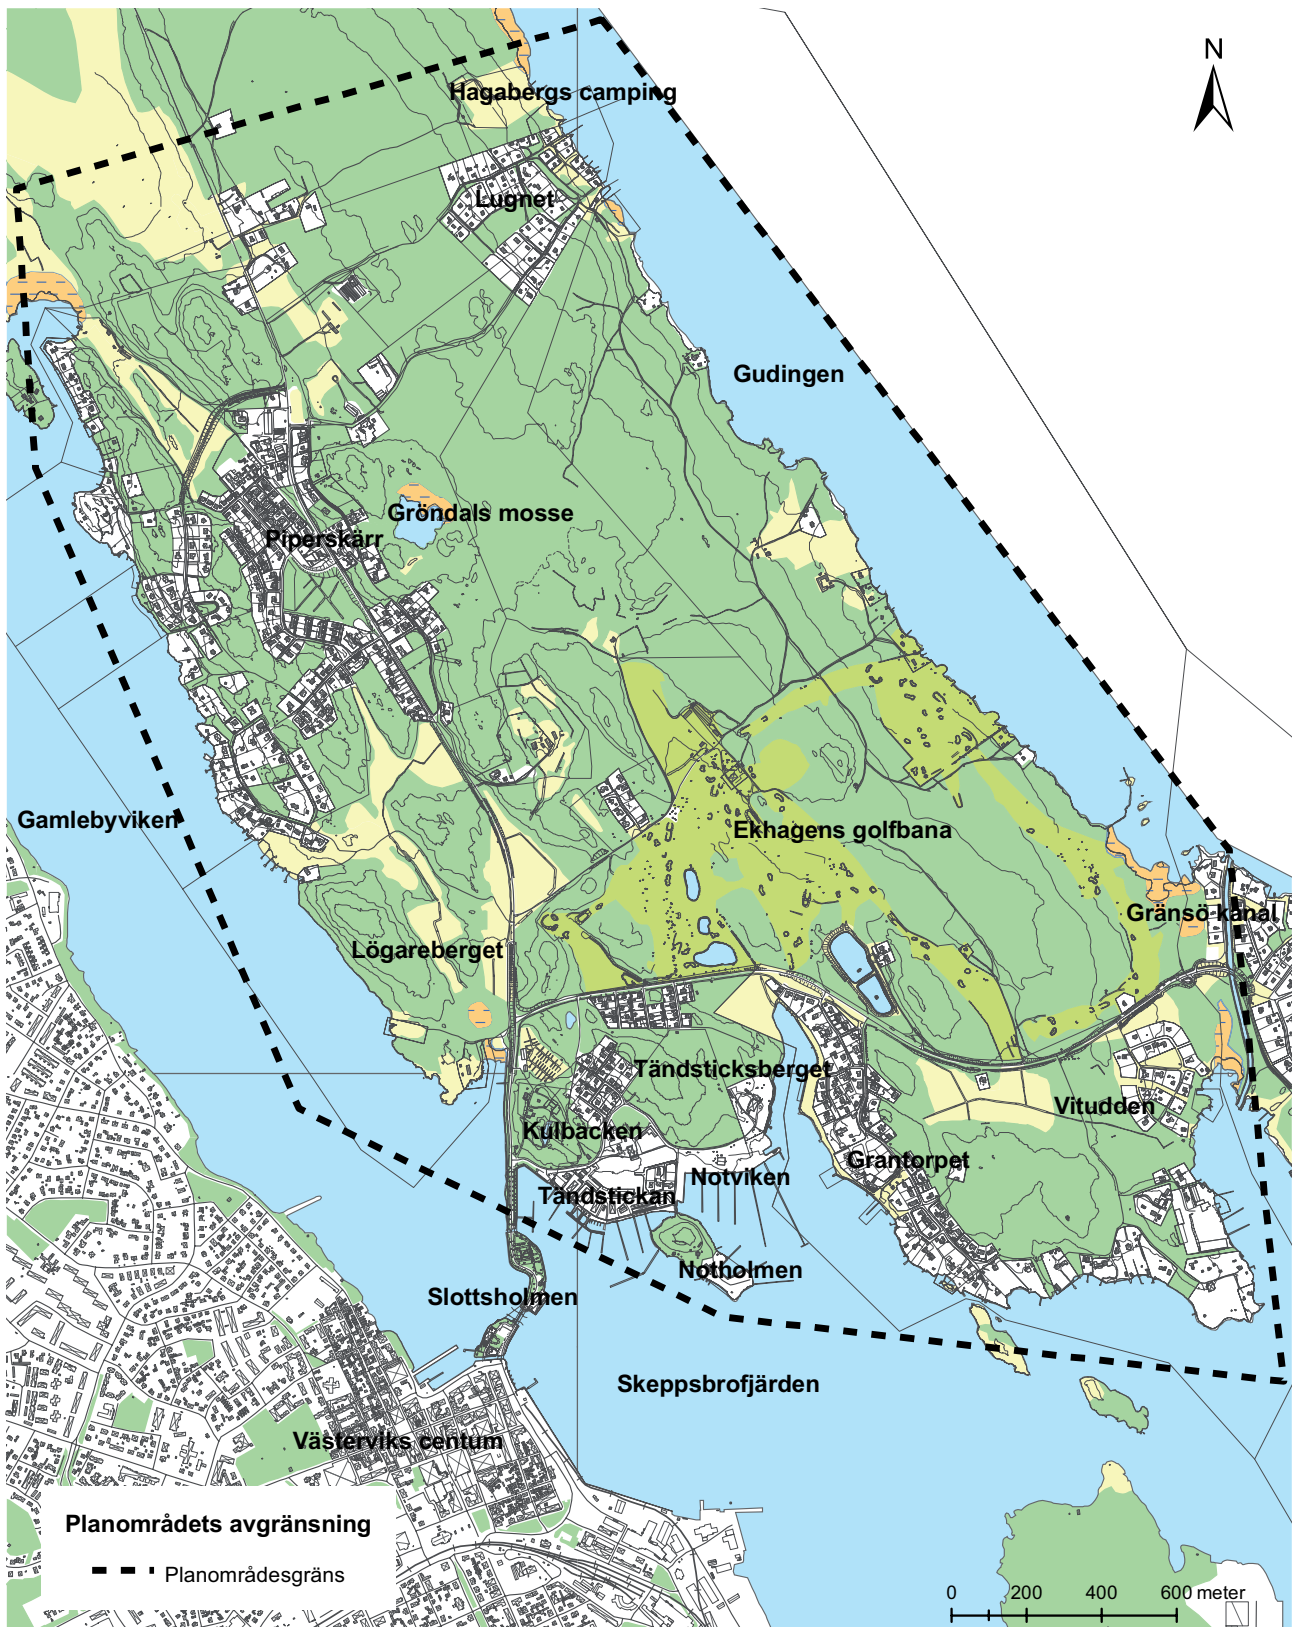 N
Hagabergs camping
Lugnet
Gudingen
Gröndals mosse
Piperskärr
Gamlebyviken
Ekhagens golfbana
Gränsö kanal
Lögareberget
Tändsticksberget
Vitudden
Kulbacken
Grantorpet
Notviken
Tändstickan
Notholmen
Slottsholmen
Skeppsbrofjärden
Västerviks centum
Planområdets avgränsning
Planområdesgräns
0 200 400 600 meter